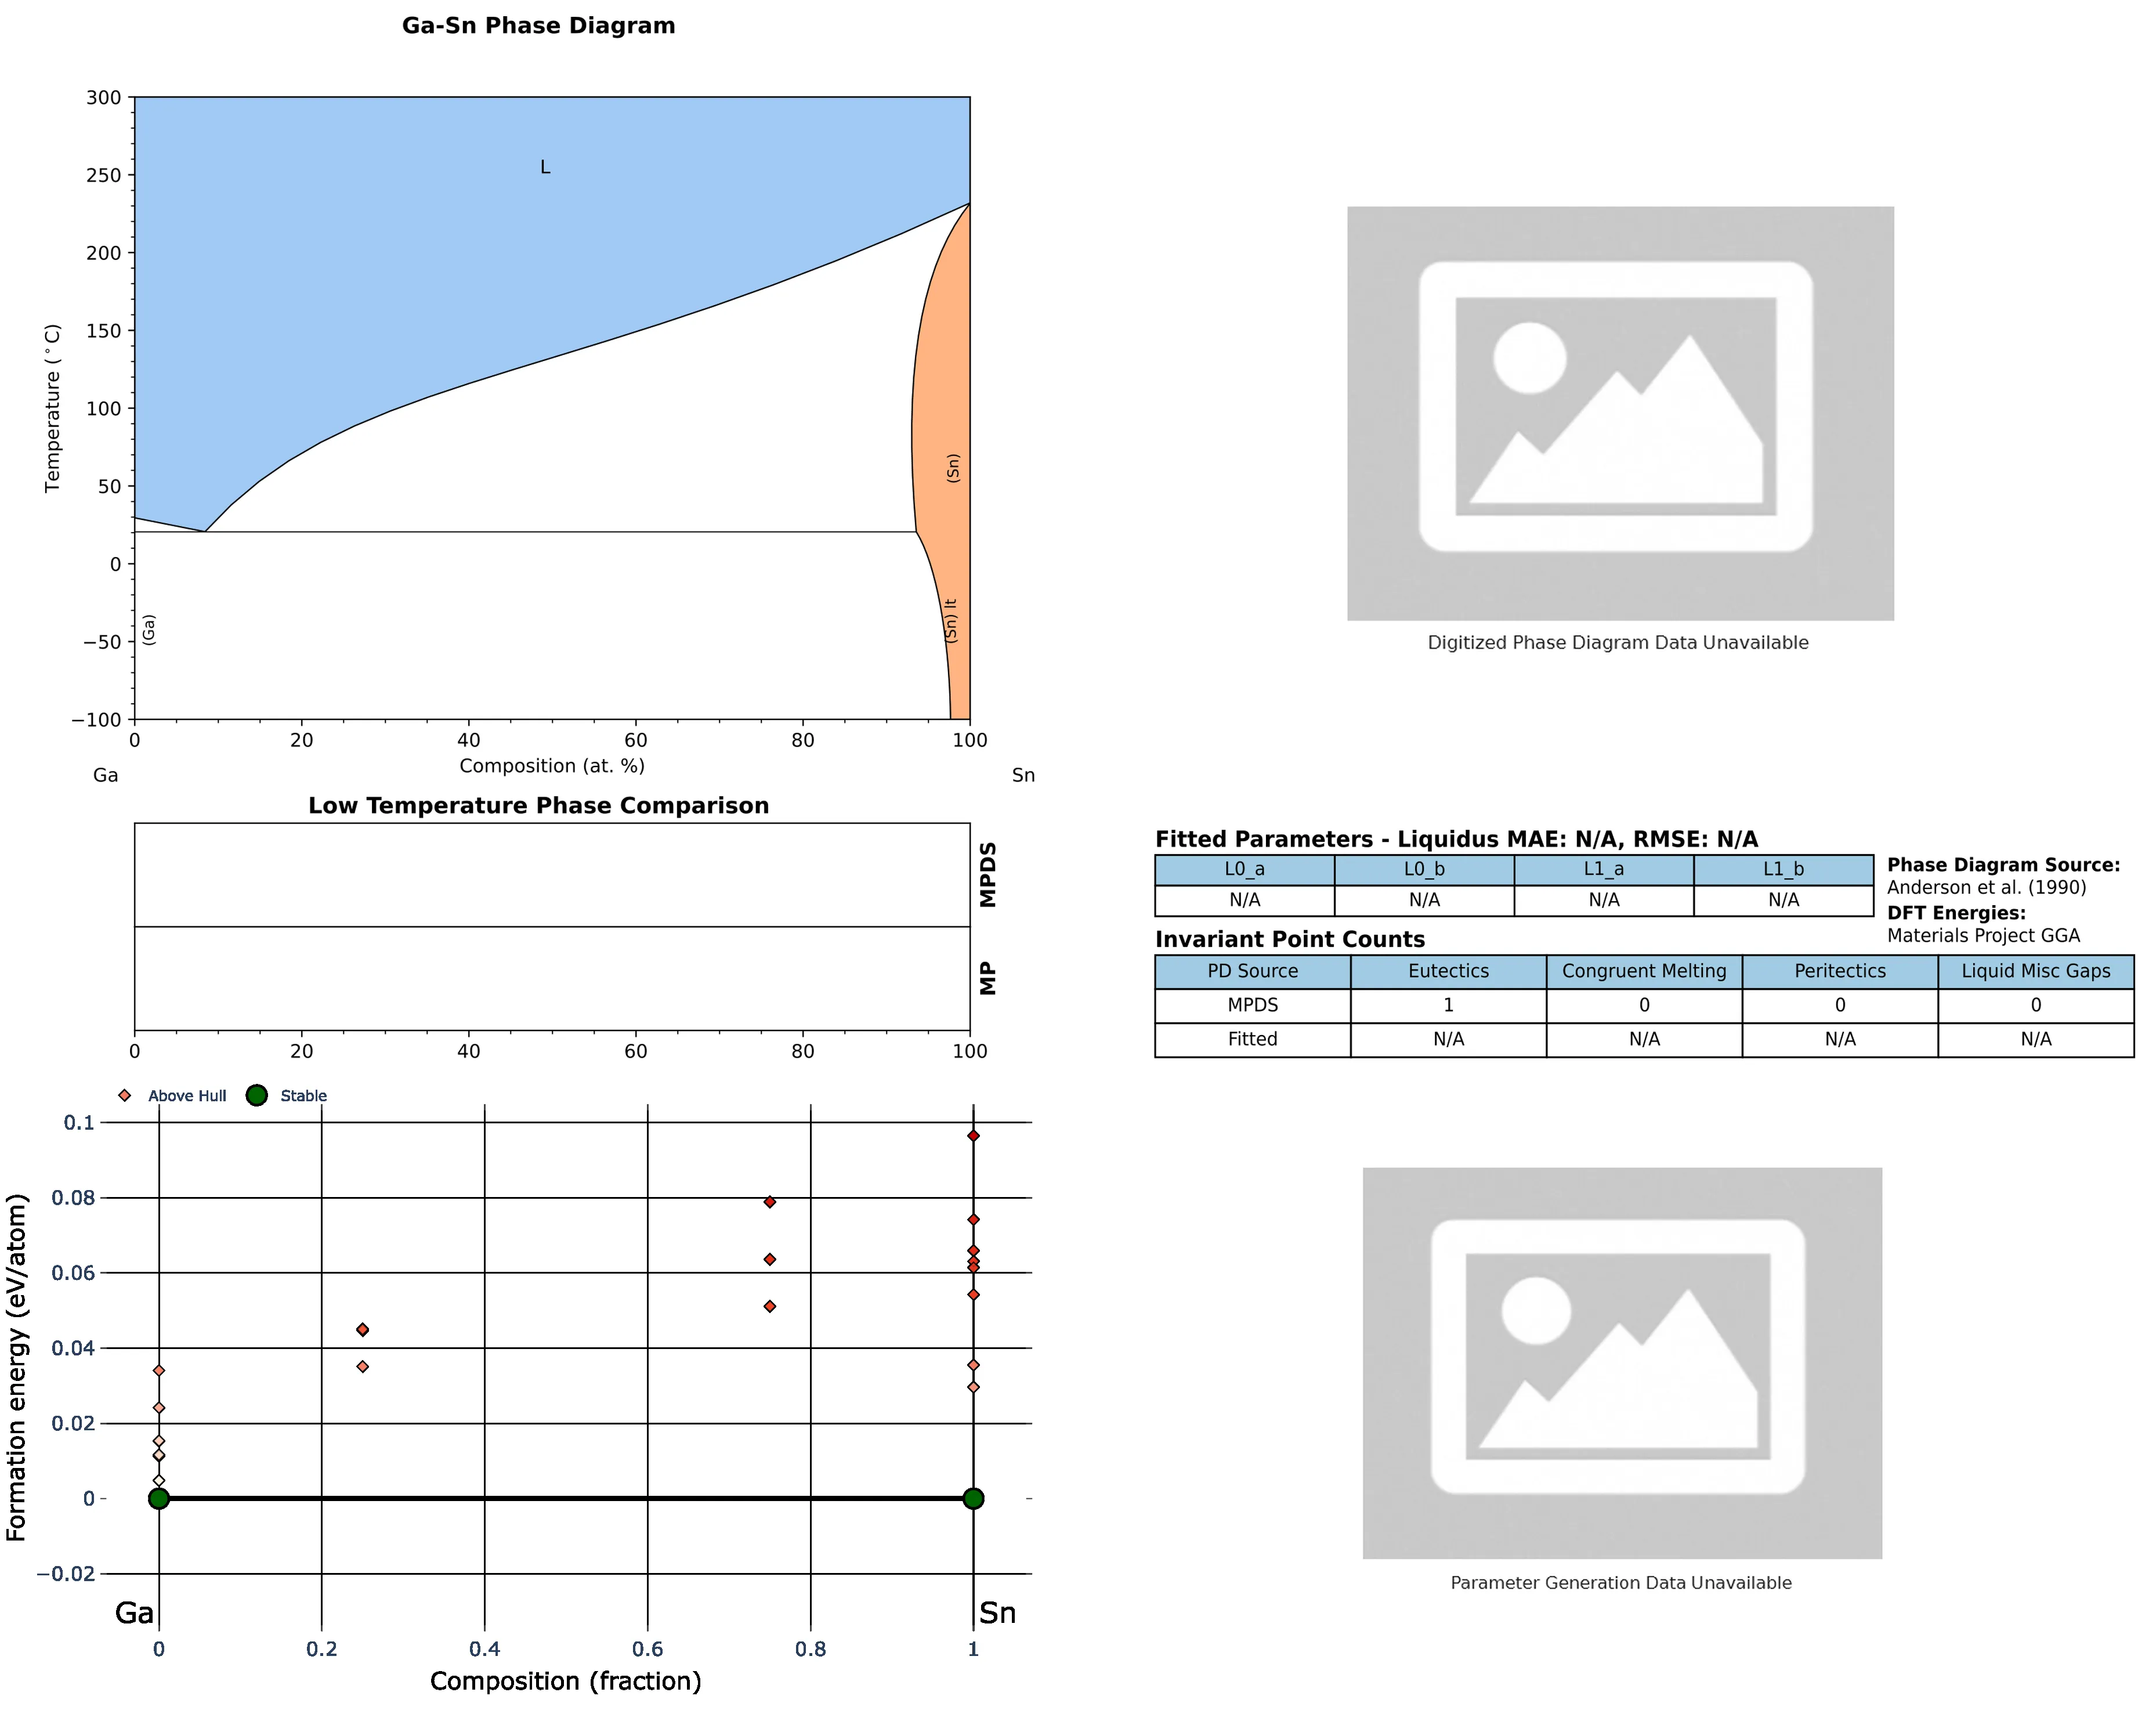 Ga-Sn Phase Diagram
300
250
200
150
100
50
0
−50
−100
Temperature (°C)
L
(Sn)
(Sn) lt
(Ga)
0 20 40 60 80 100
Composition (at. %)
Ga Sn
Digitized Phase Diagram Data Unavailable
Low Temperature Phase Comparison
MPDS
MP
0 20 40 60 80 100
Fitted Parameters - Liquidus MAE: N/A, RMSE: N/A
L0_a L0_b L1_a L1_b
N/A N/A N/A N/A
Phase Diagram Source:
Anderson et al. (1990)
DFT Energies:
Materials Project GGA
Invariant Point Counts
PD Source Eutectics Congruent Melting Peritectics Liquid Misc Gaps
MPDS 1 0 0 0
Fitted N/A N/A N/A N/A
Above Hull Stable
0.1
0.08
0.06
0.04
0.02
0
−0.02
Formation energy (eV/atom)
Ga Sn
0 0.2 0.4 0.6 0.8 1
Composition (fraction)
Parameter Generation Data Unavailable